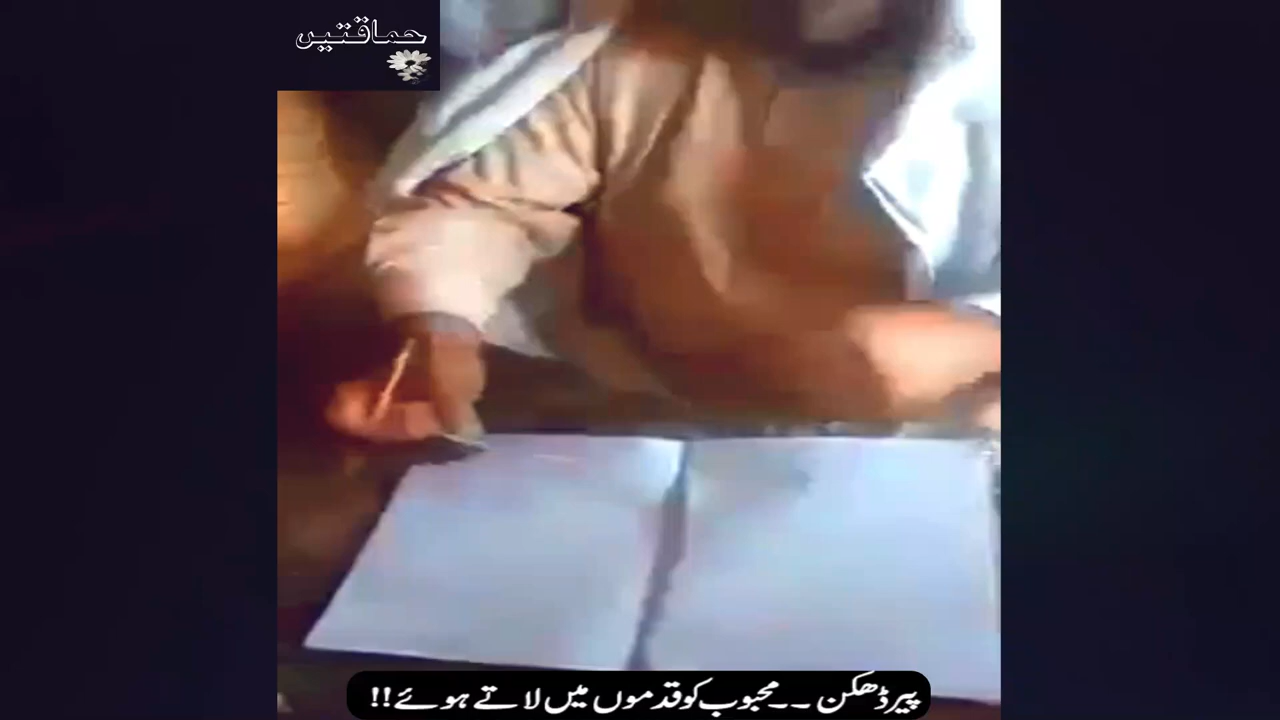 حماقتیں
پیر ڈھکن ۔۔ محبوب کو قدموں میں لاتے ہوئے !!